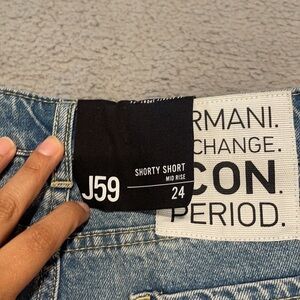 J59
SHORTY SHORT
MID RISE
24
RMANI.
CHANGE.
CON.
PERIOD.